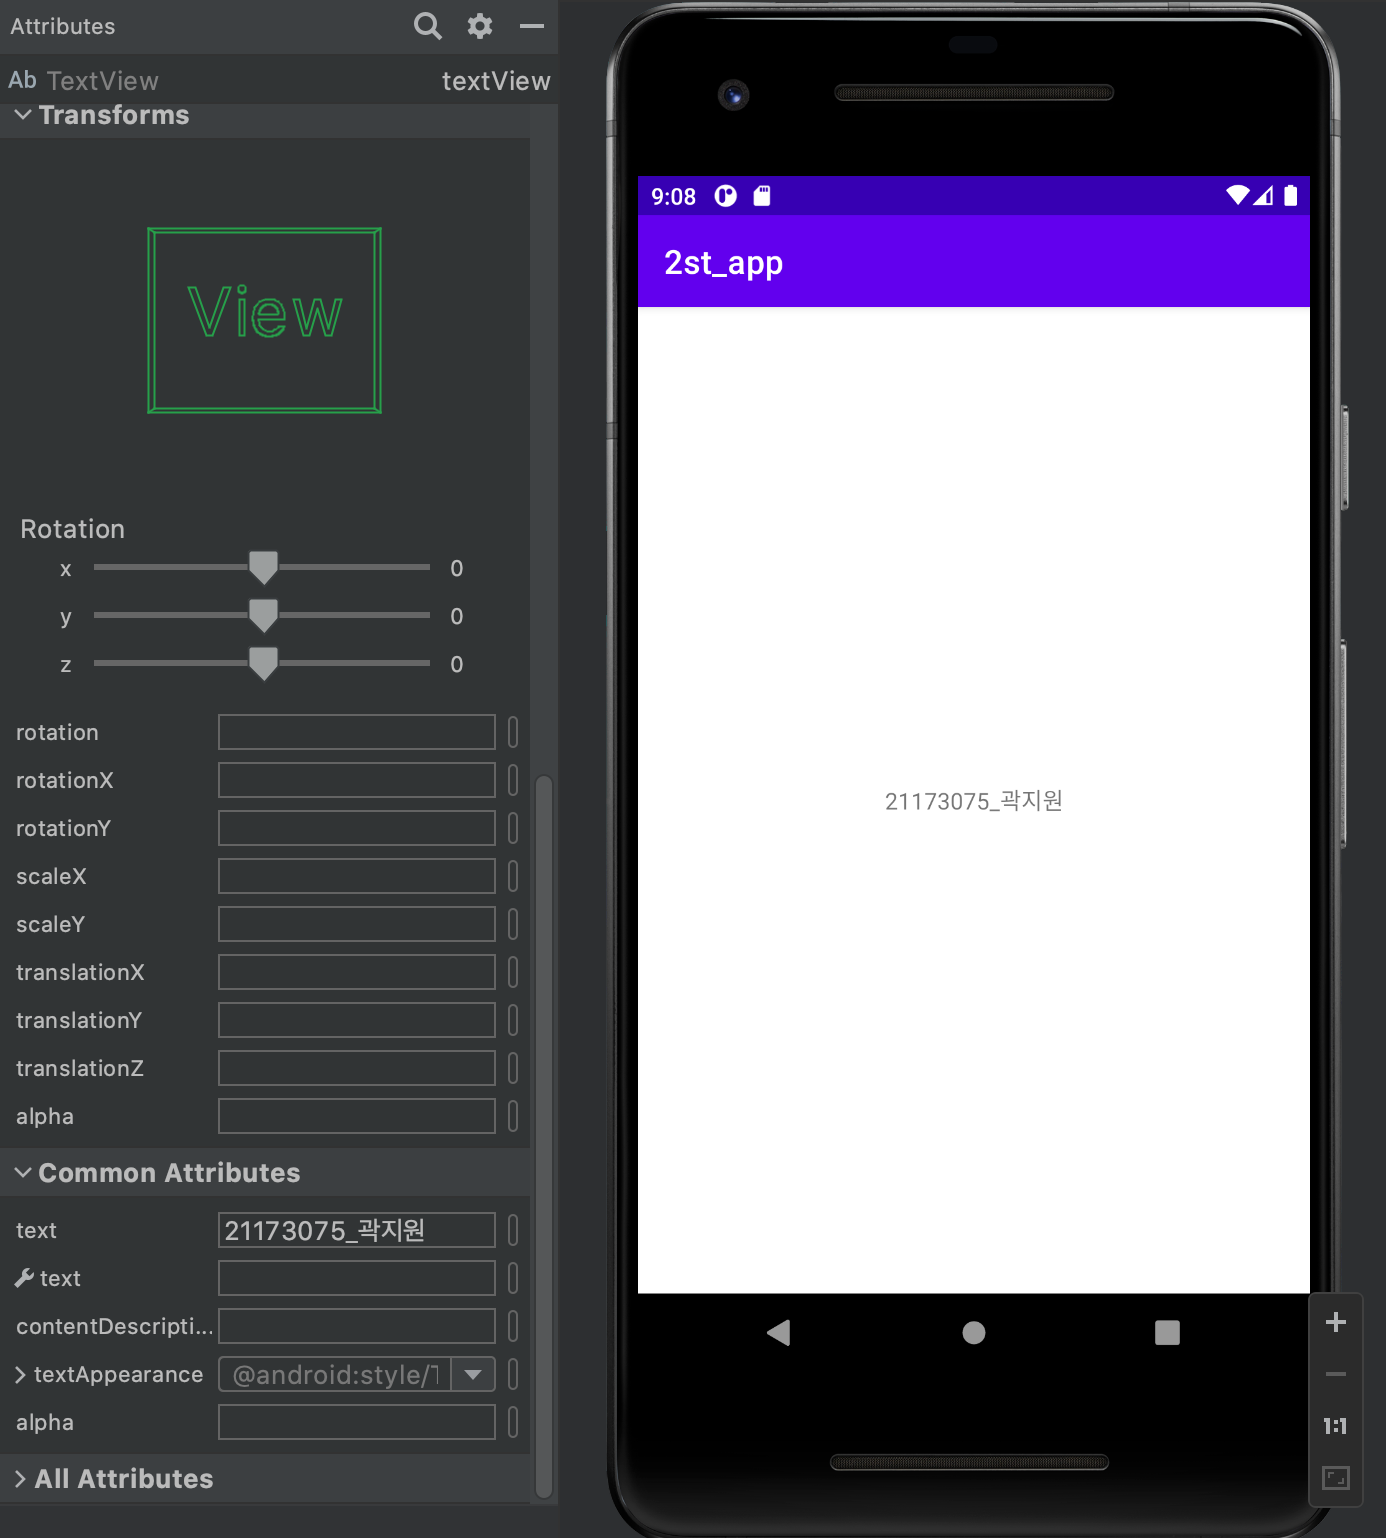 Attributes
Ab TextView textView
Transforms
View
Rotation
x 0
y 0
z 0
rotation
rotationX
rotationY
scaleX
scaleY
translationX
translationY
translationZ
alpha
Common Attributes
text 21173075_곽지원
text
contentDescripti...
textAppearance @android:style/
alpha
All Attributes
9:08
2st_app
21173075_곽지원
1:1